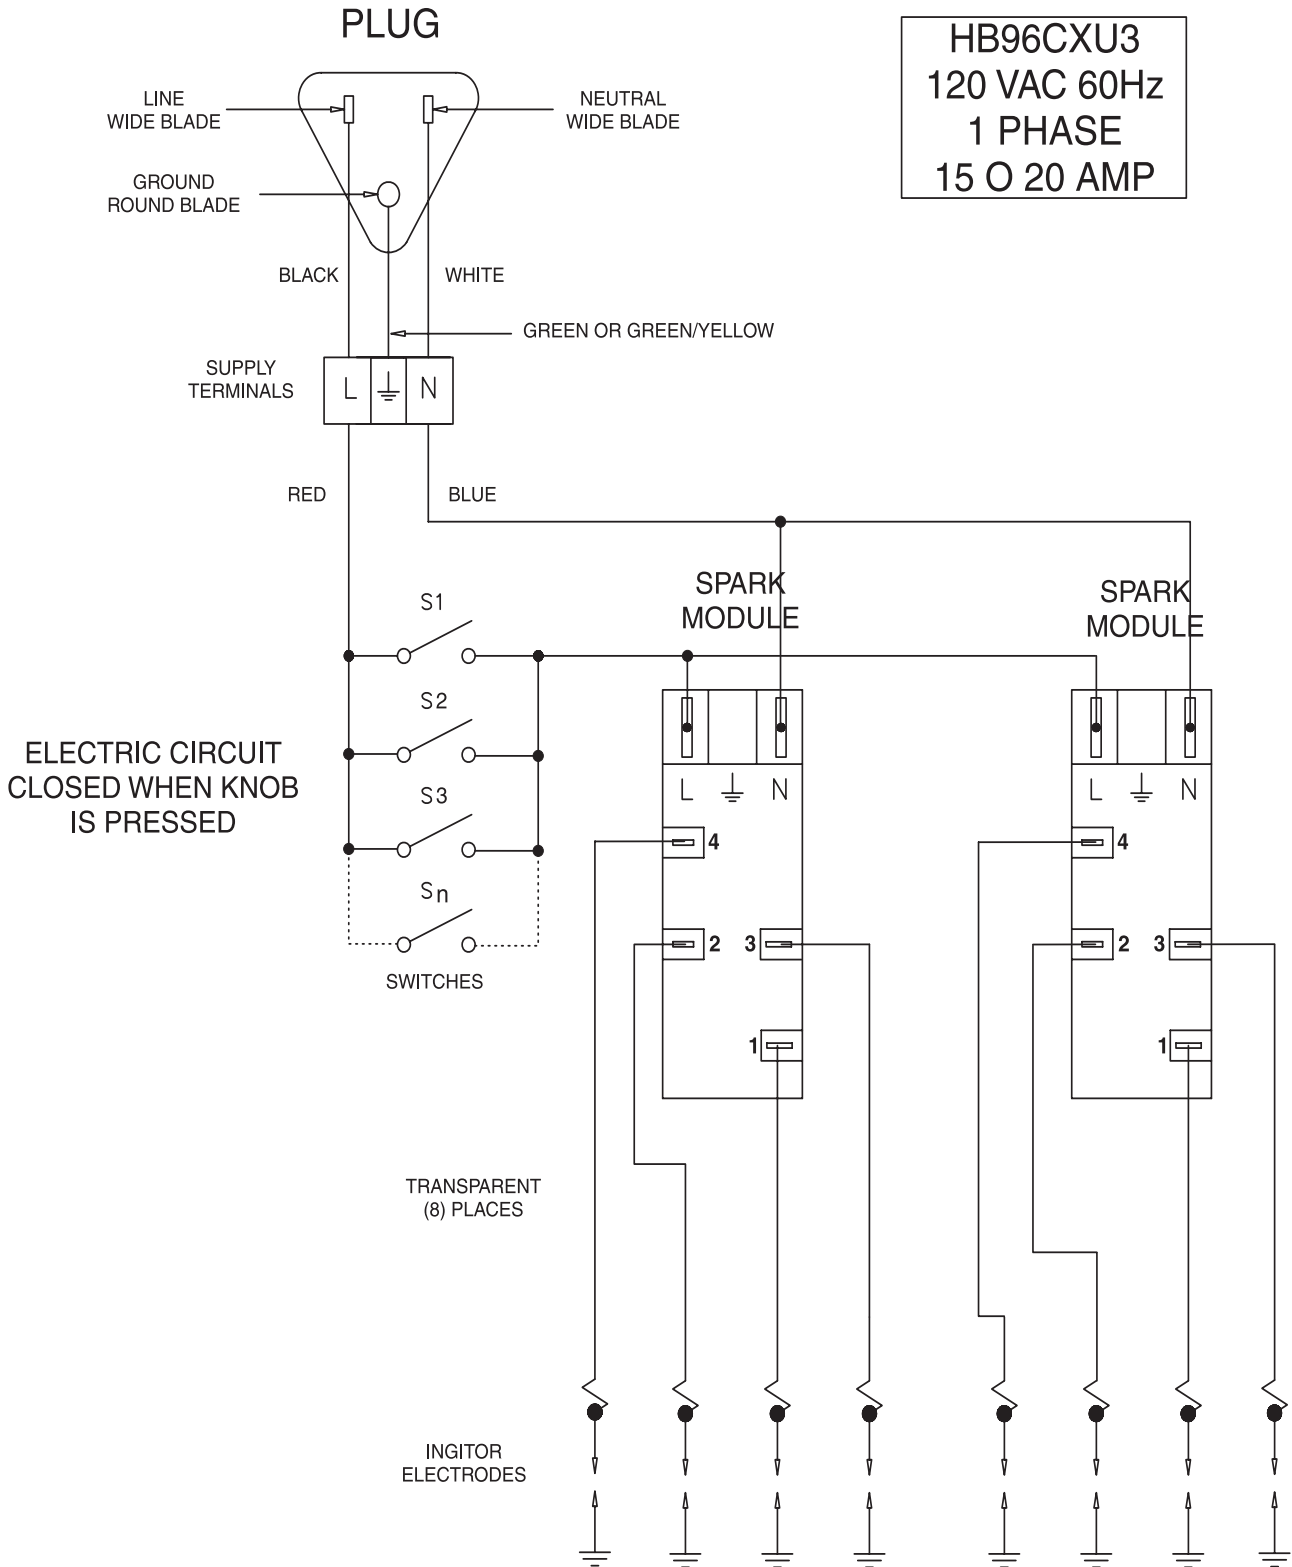 PLUG
HB96CXU3
120 VAC 60Hz
1 PHASE
15 O 20 AMP
LINE
WIDE BLADE
NEUTRAL
WIDE BLADE
GROUND
ROUND BLADE
BLACK
WHITE
GREEN OR GREEN/YELLOW
SUPPLY
TERMINALS
L
N
RED
BLUE
SPARK
MODULE
SPARK
MODULE
S1
S2
S3
Sn
SWITCHES
ELECTRIC CIRCUIT
CLOSED WHEN KNOB
IS PRESSED
L
N
4
2
3
1
L
N
4
2
3
1
TRANSPARENT
(8) PLACES
INGITOR
ELECTRODES